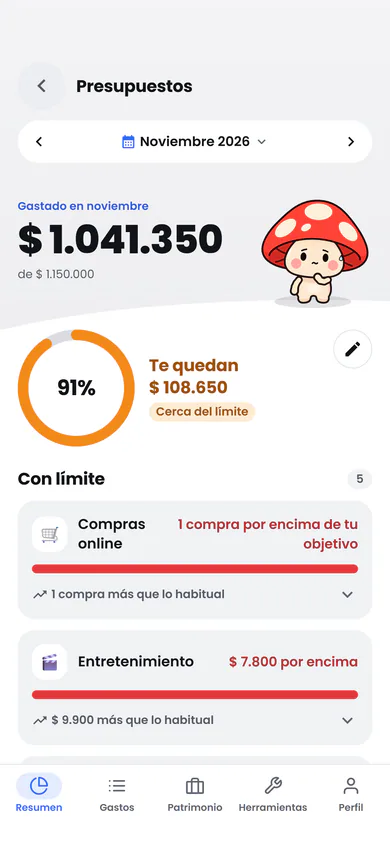 Presupuestos
Noviembre 2026
Gastado en noviembre
$ 1.041.350
de $ 1.150.000
91%
Te quedan
$ 108.650
Cerca del límite
Con límite
5
Compras
online
1 compra por encima de tu
objetivo
1 compra más que lo habitual
Entretenimiento
$ 7.800 por encima
$ 9.900 más que lo habitual
Resumen
Gastos
Patrimonio
Herramientas
Perfil